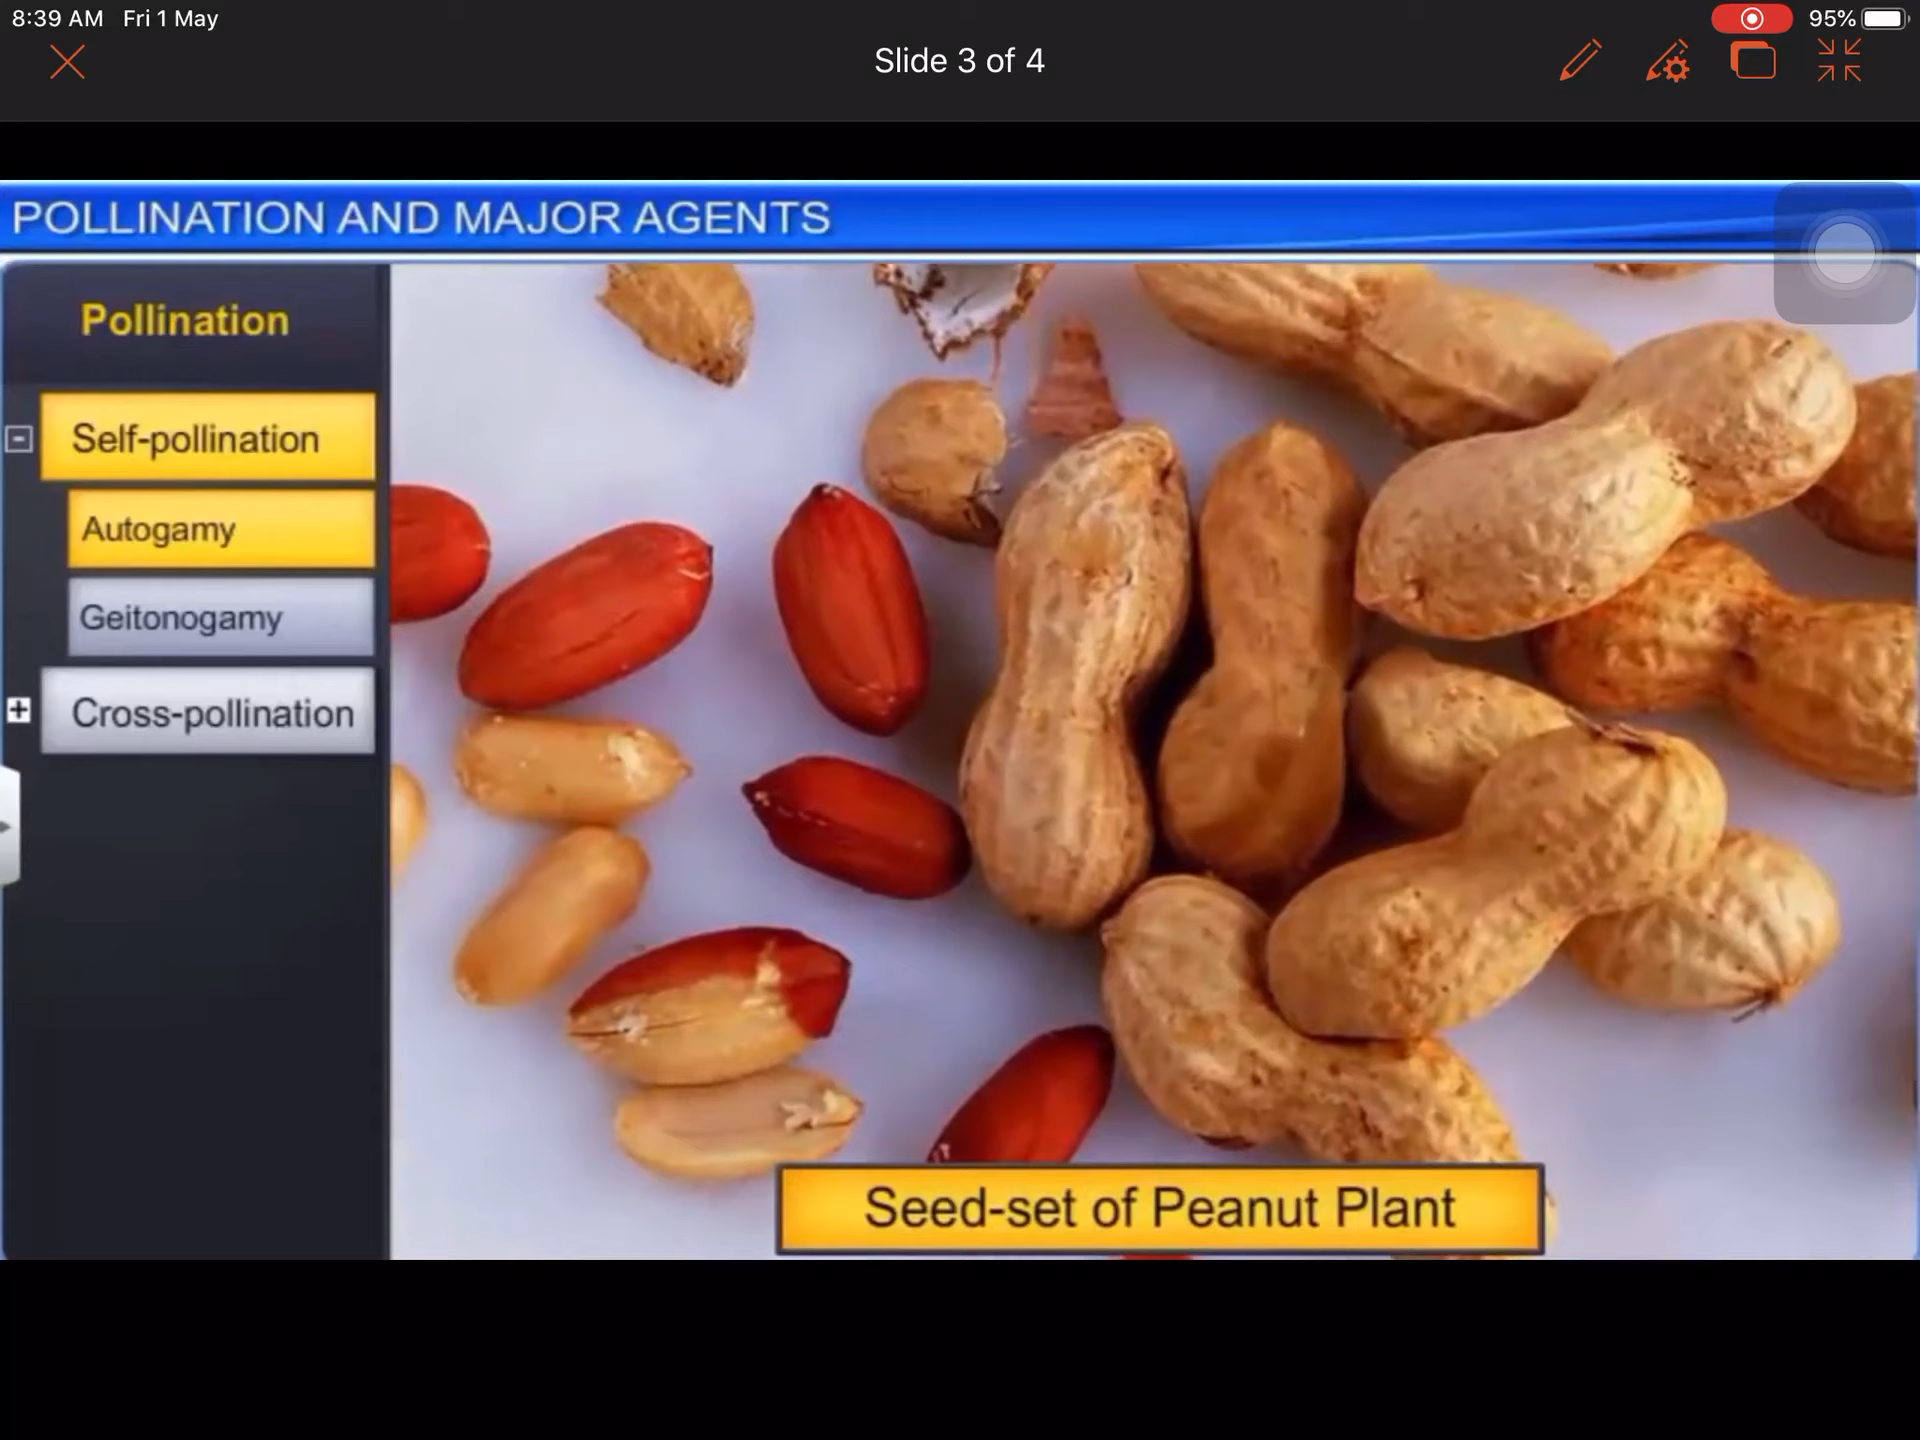 8:39 AM Fri 1 May
95%
Slide 3 of 4
POLLINATION AND MAJOR AGENTS
Pollination
Self-pollination
Autogamy
Geitonogamy
Cross-pollination
Seed-set of Peanut Plant